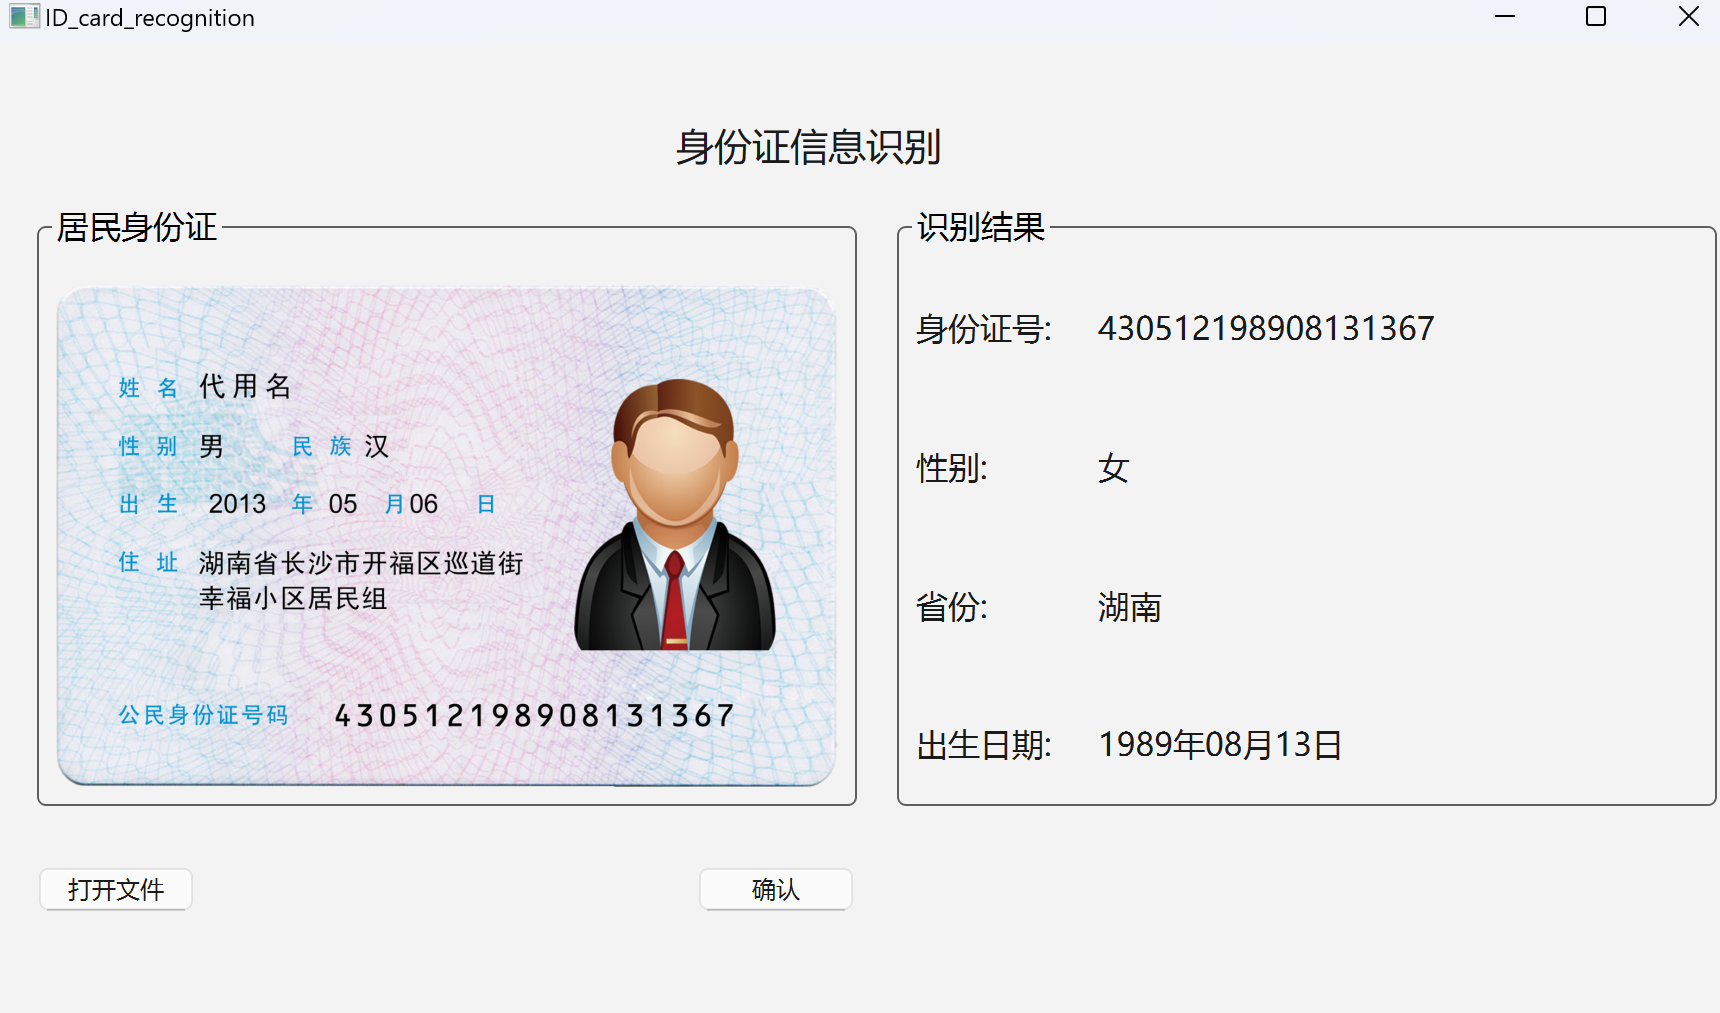 ID_card_recognition
身份证信息识别
居民身份证
姓 名 代用名
性 别 男 民 族 汉
出 生 2013 年 05 月 06 日
住 址 湖南省长沙市开福区巡道街
幸福小区居民组
公民身份证号码 430512198908131367
识别结果
身份证号: 430512198908131367
性别: 女
省份: 湖南
出生日期: 1989年08月13日
打开文件 确认